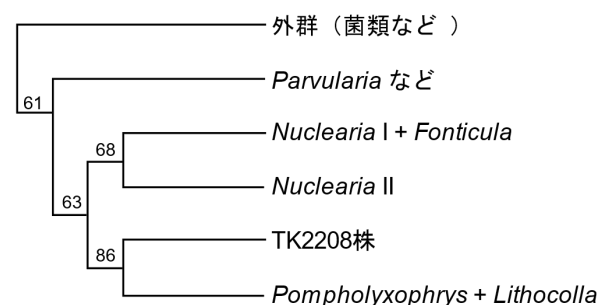 外群（菌類など ）
61
Parvularia など
68
Nuclearia I + Fonticula
63
Nuclearia II
86
TK2208株
Pompholyxophrys + Lithocolla